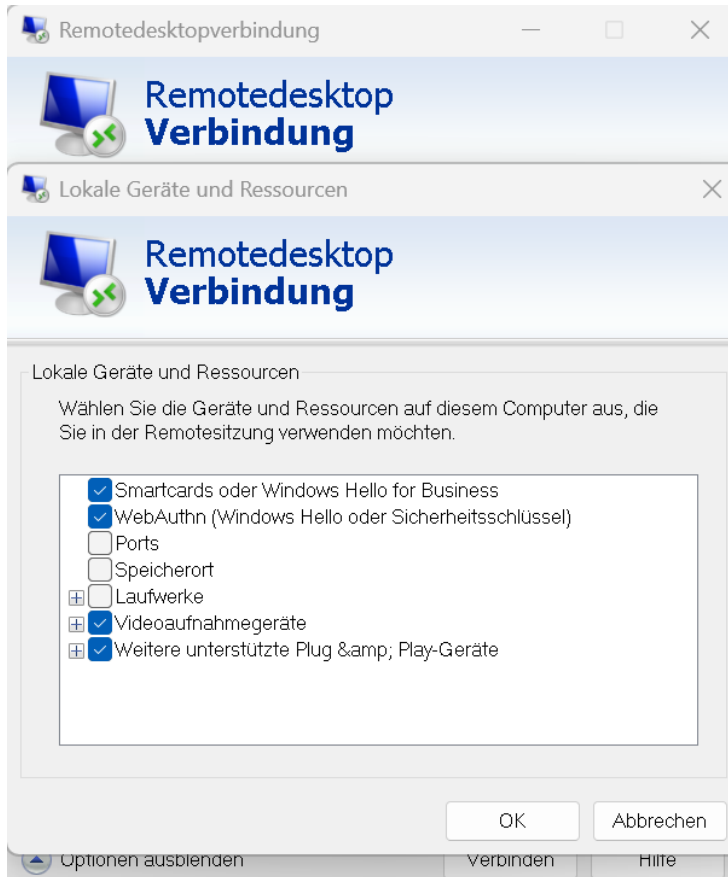 Remotedesktopverbindung
Remotedesktop
Verbindung
Lokale Geräte und Ressourcen
Remotedesktop
Verbindung
Lokale Geräte und Ressourcen
Wählen Sie die Geräte und Ressourcen auf diesem Computer aus, die
Sie in der Remotesitzung verwenden möchten.
Smartcards oder Windows Hello for Business
WebAuthn (Windows Hello oder Sicherheitsschlüssel)
Ports
Speicherort
Laufwerke
Videoaufnahmegeräte
Weitere unterstützte Plug &amp; Play-Geräte
OK Abbrechen
Optionen ausblenden Verbinden Hilfe